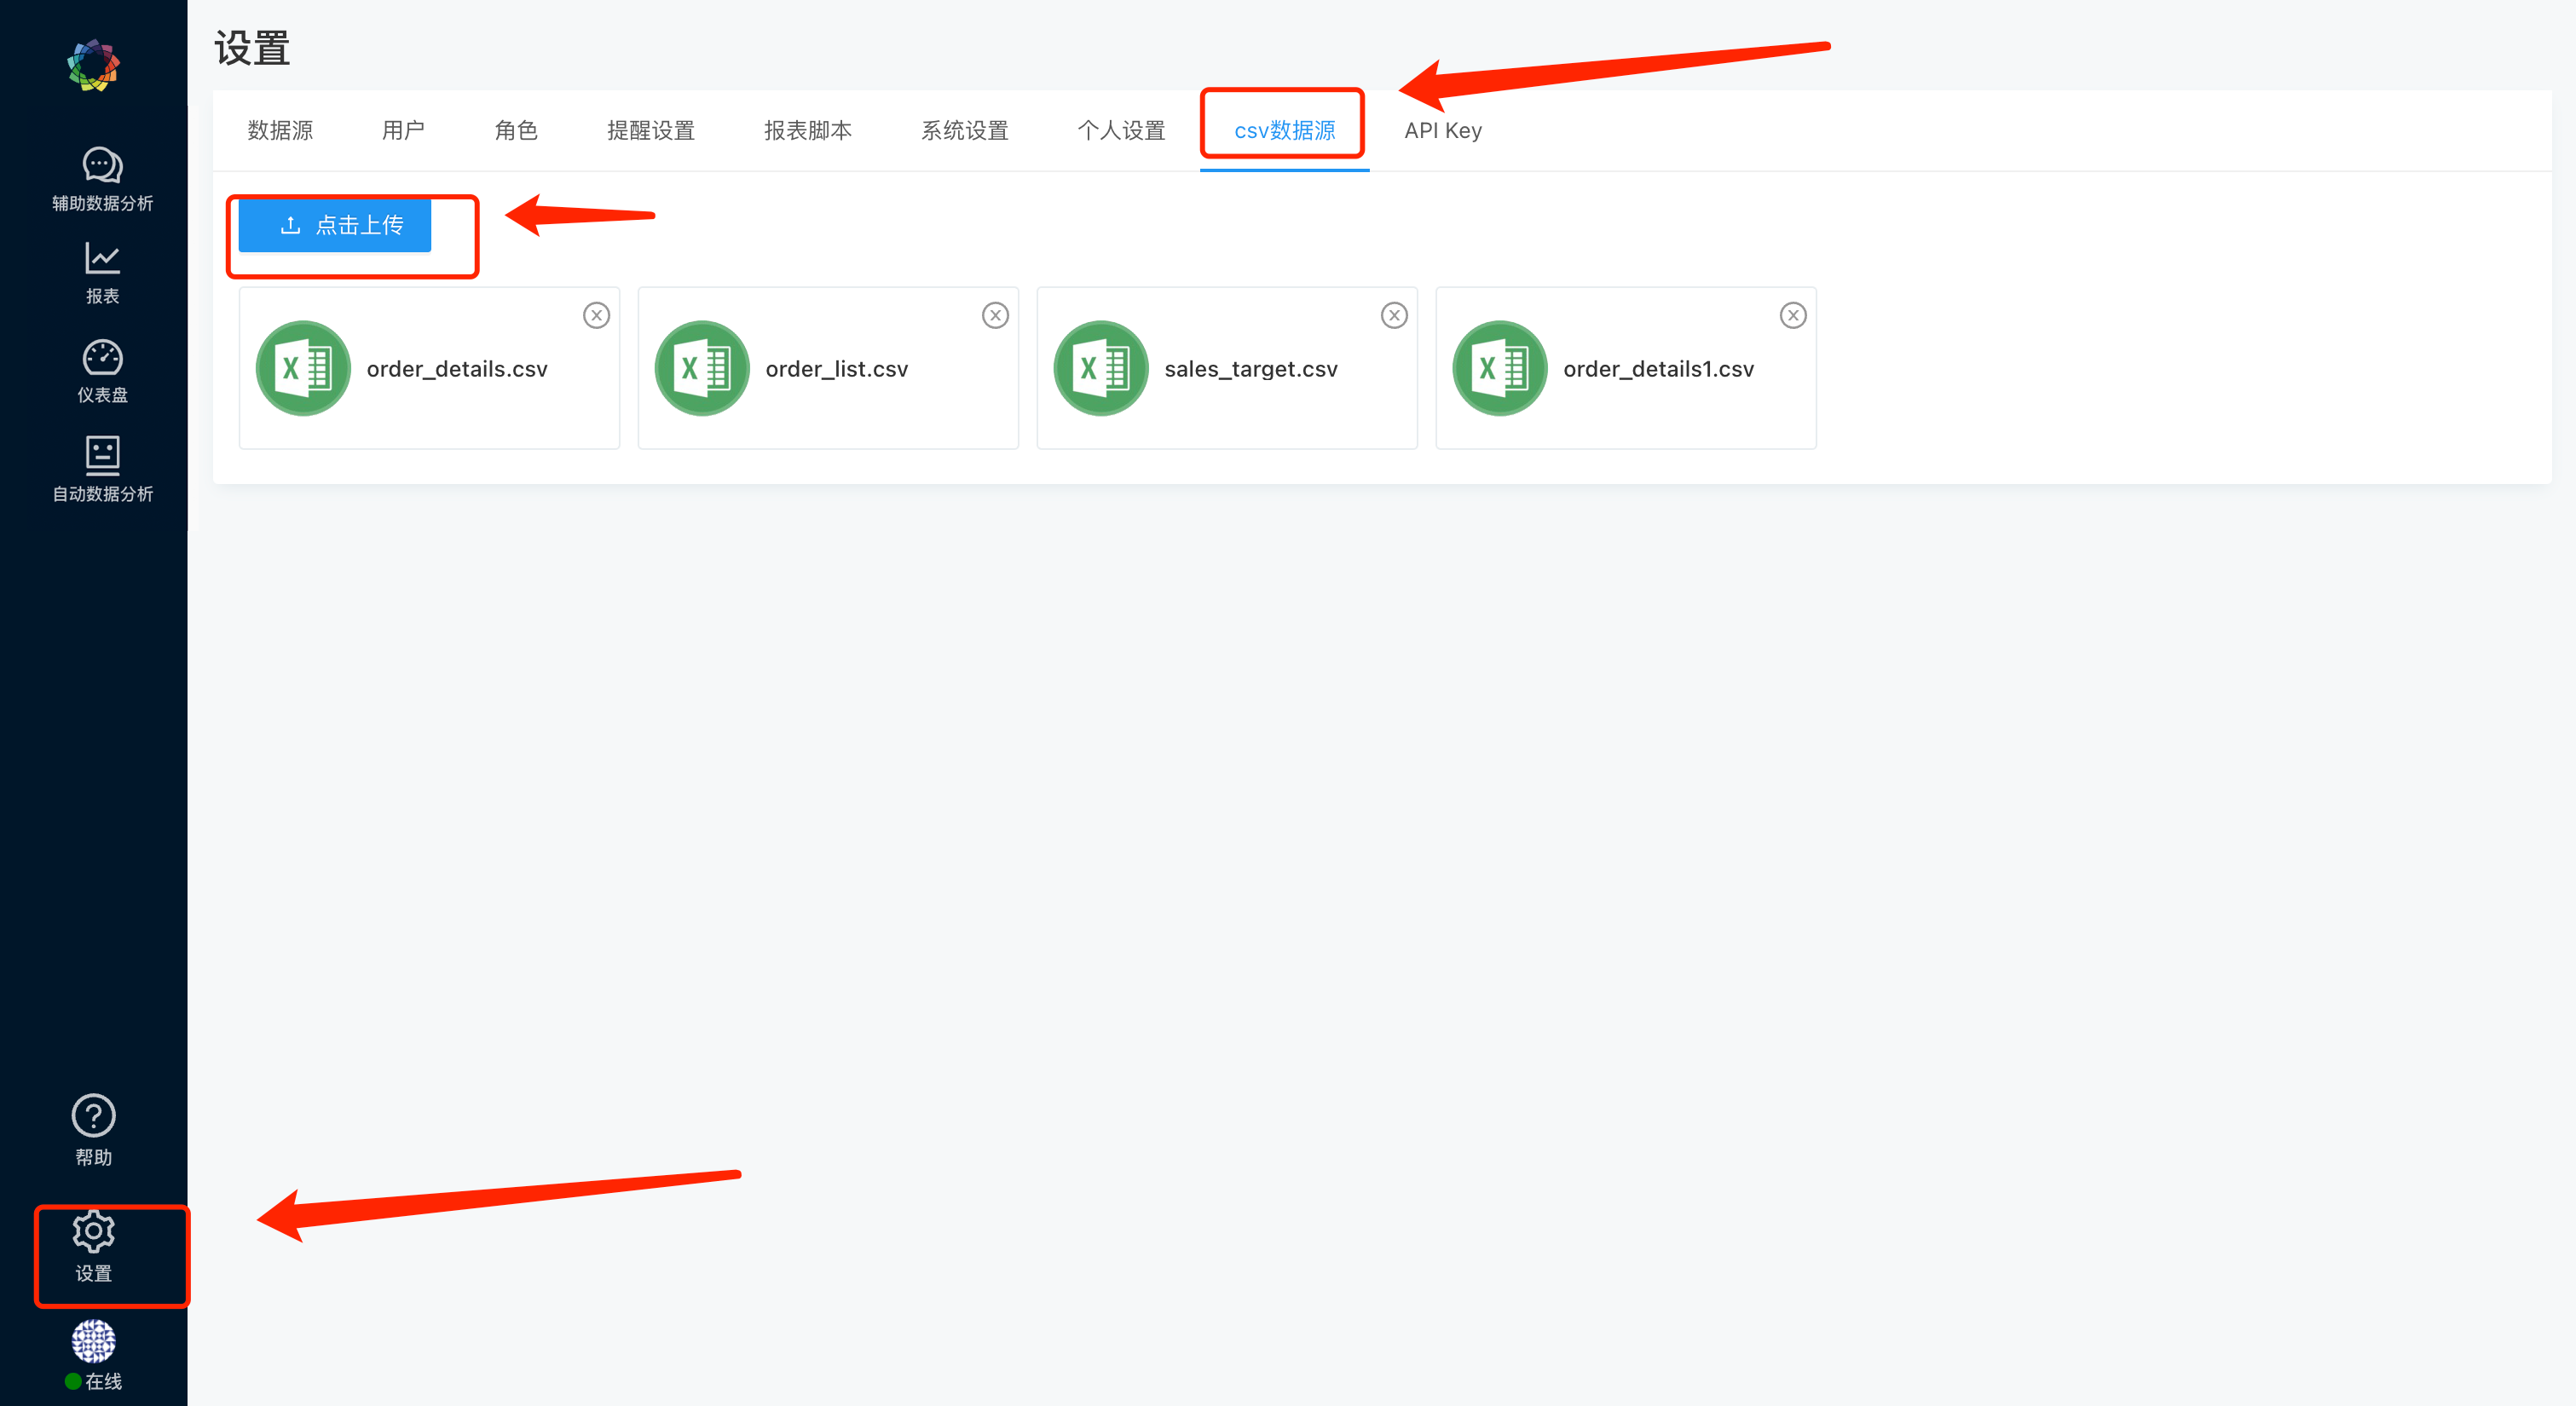 设置
数据源 用户 角色 提醒设置 报表脚本 系统设置 个人设置 csv数据源 API Key
点击上传
order_details.csv order_list.csv sales_target.csv order_details1.csv
辅助数据分析
报表
仪表盘
自动数据分析
帮助
设置
在线